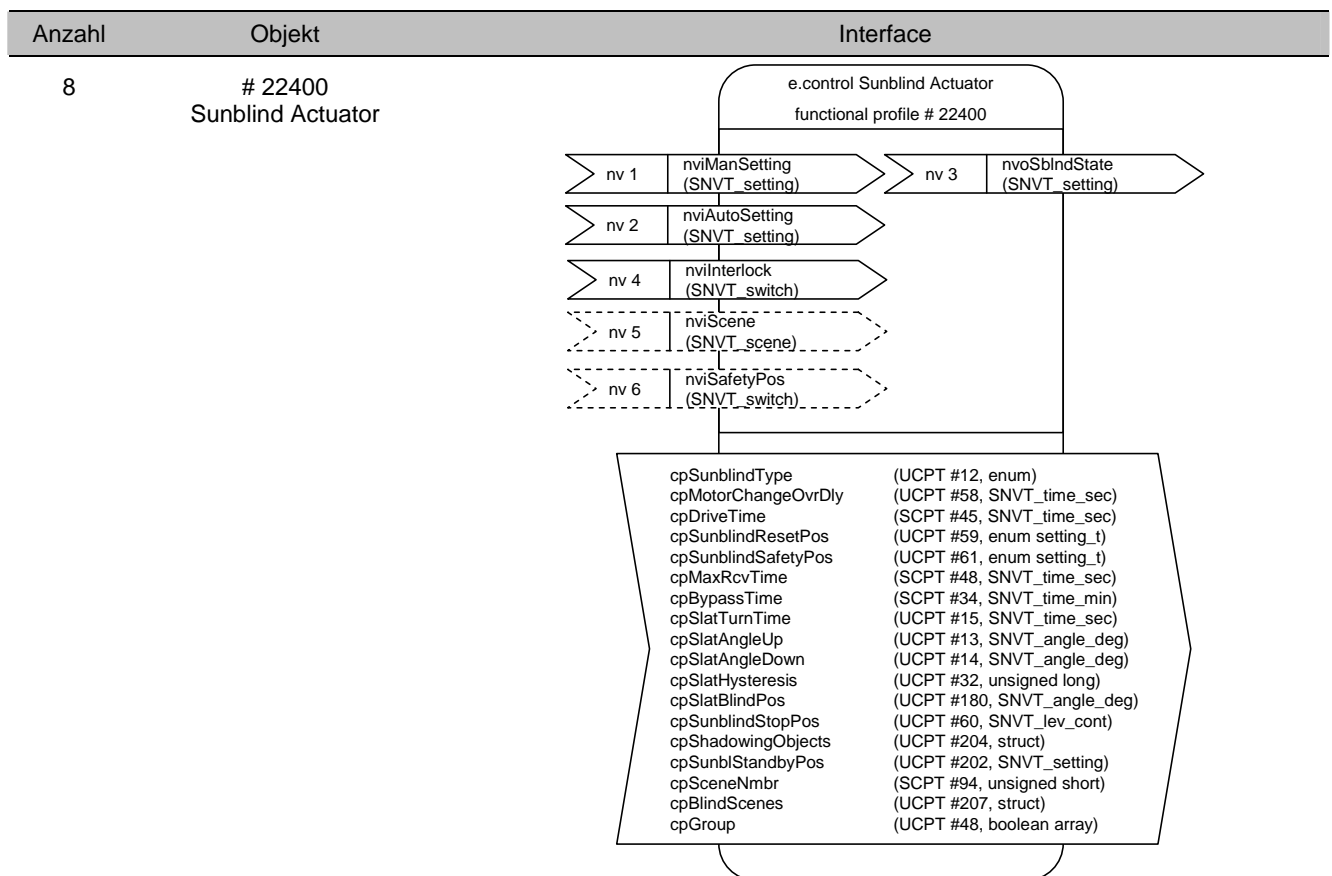 Anzahl Objekt Interface
8 # 22400
Sunblind Actuator
e.control Sunblind Actuator
functional profile # 22400
nv 1 nviManSetting
(SNVT_setting)
nv 3 nvoSblndState
(SNVT_setting)
nv 2 nviAutoSetting
(SNVT_setting)
nv 4 nviInterlock
(SNVT_switch)
nv 5 nviScene
(SNVT_scene)
nv 6 nviSafetyPos
(SNVT_switch)
cpSunblindType (UCPT #12, enum)
cpMotorChangeOvrDly (UCPT #58, SNVT_time_sec)
cpDriveTime (SCPT #45, SNVT_time_sec)
cpSunblindResetPos (UCPT #59, enum setting_t)
cpSunblindSafetyPos (UCPT #61, enum setting_t)
cpMaxRcvTime (SCPT #48, SNVT_time_sec)
cpBypassTime (SCPT #34, SNVT_time_min)
cpSlatTurnTime (UCPT #15, SNVT_time_sec)
cpSlatAngleUp (UCPT #13, SNVT_angle_deg)
cpSlatAngleDown (UCPT #14, SNVT_angle_deg)
cpSlatHysteresis (UCPT #32, unsigned long)
cpSlatBlindPos (UCPT #180, SNVT_angle_deg)
cpSunblindStopPos (UCPT #60, SNVT_lev_cont)
cpShadowingObjects (UCPT #204, struct)
cpSunblStandbyPos (UCPT #202, SNVT_setting)
cpSceneNmbr (SCPT #94, unsigned short)
cpBlindScenes (UCPT #207, struct)
cpGroup (UCPT #48, boolean array)